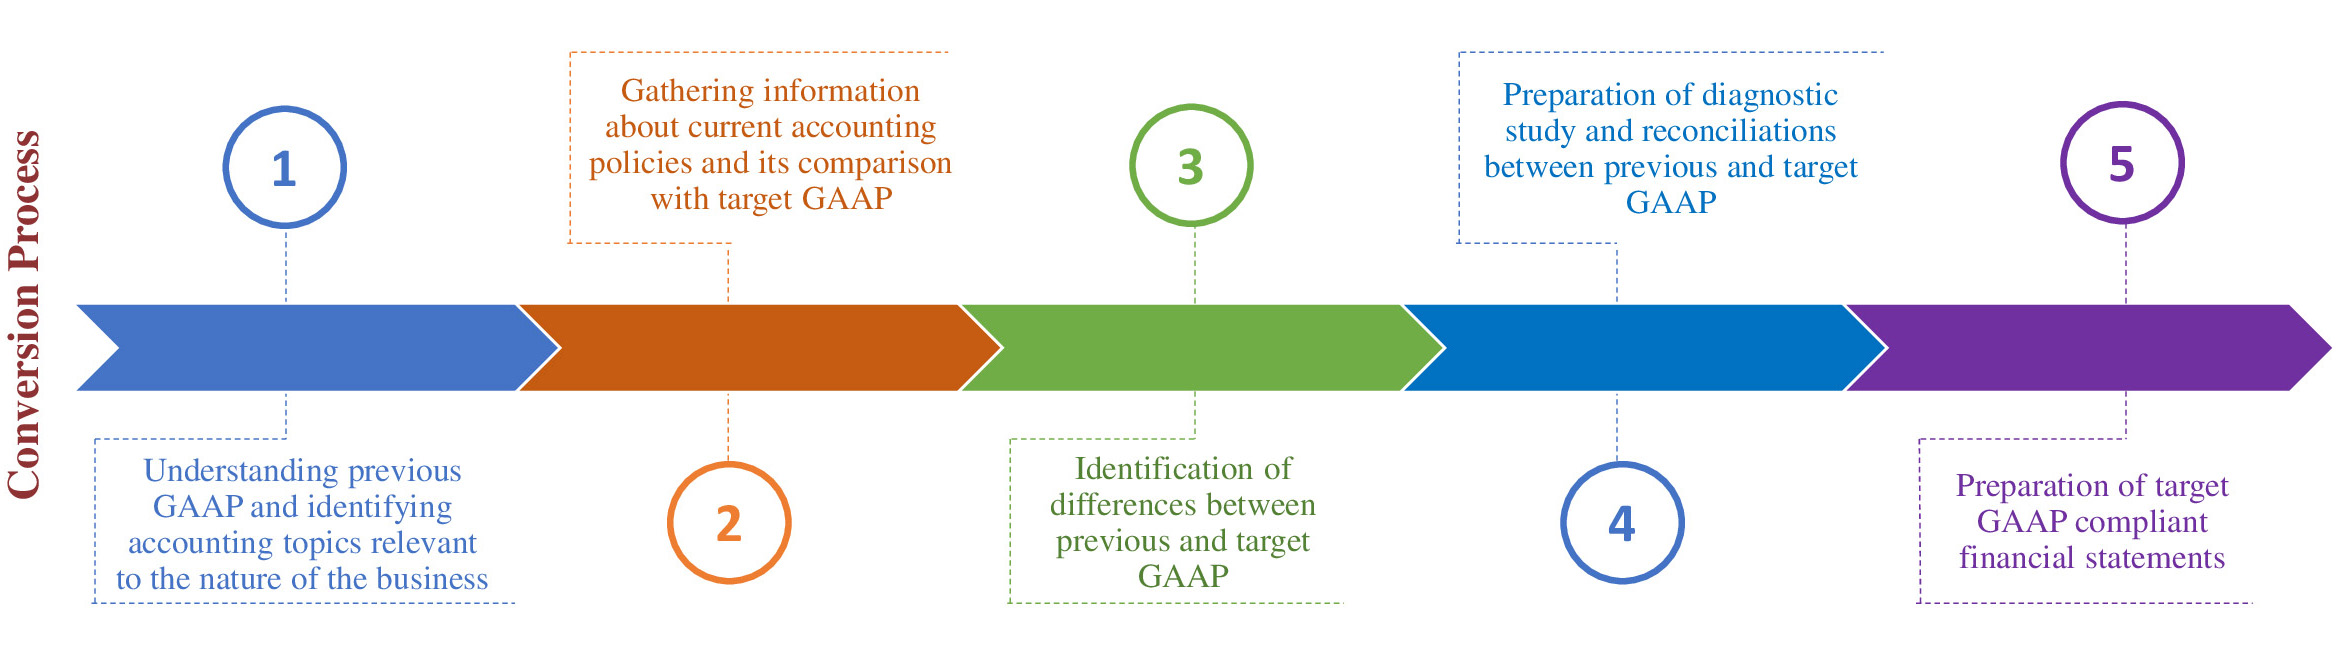 Conversion Process
1
Understanding previous
GAAP and identifying
accounting topics relevant
to the nature of the business
Gathering information
about current accounting
policies and its comparison
with target GAAP
2
3
Identification of
differences between
previous and target
GAAP
Preparation of diagnostic
study and reconciliations
between previous and target
GAAP
4
5
Preparation of target
GAAP compliant
financial statements